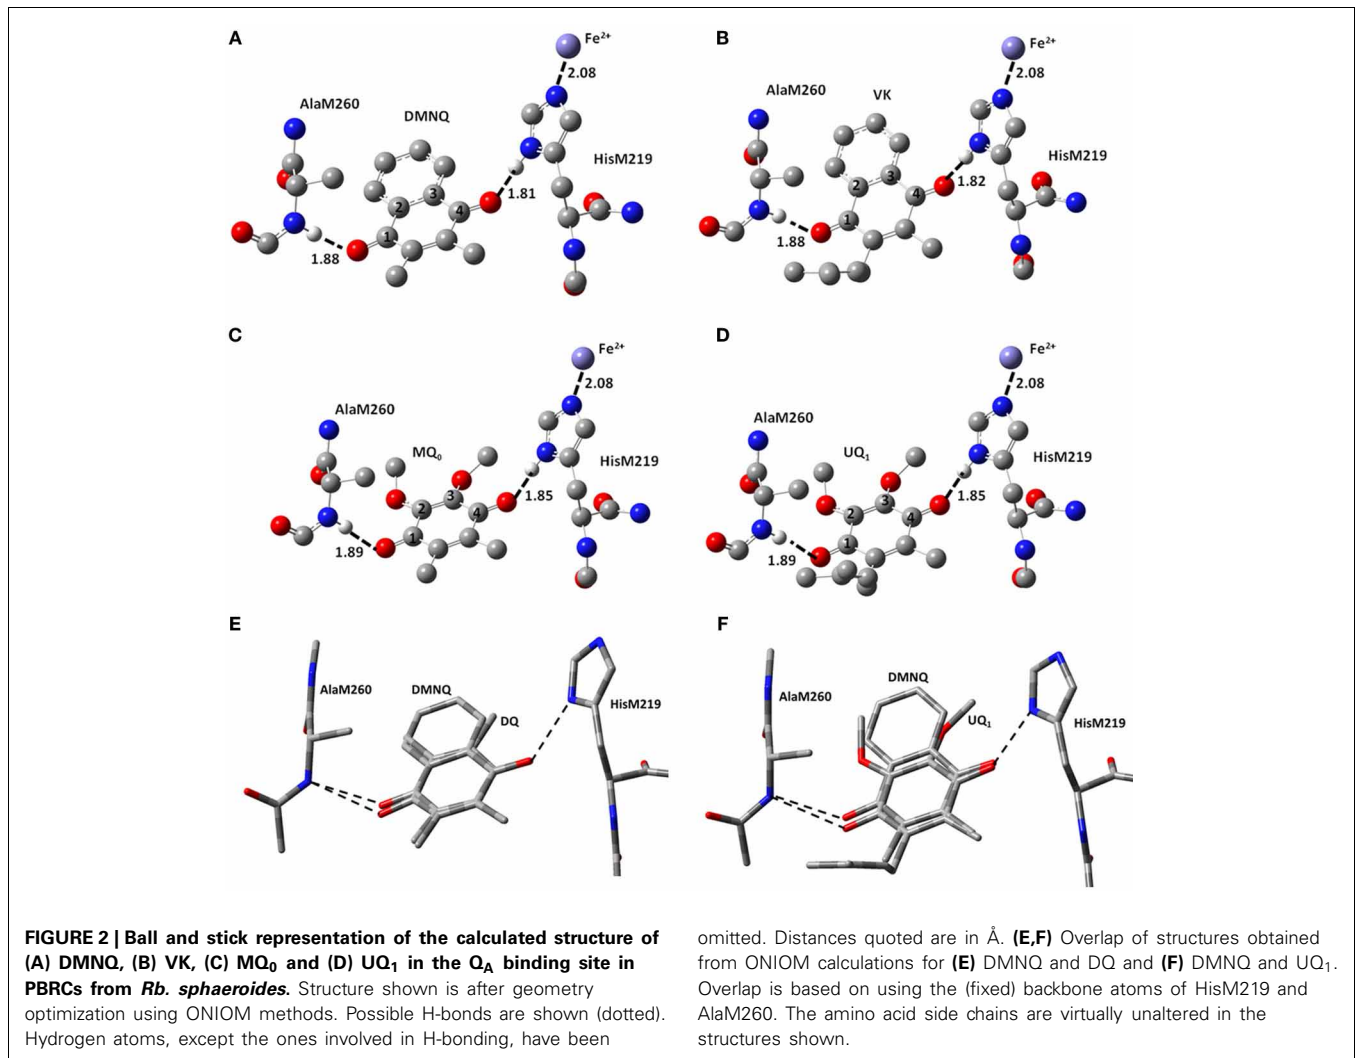 A
Fe²⁺
2.08
AlaM260
DMNQ
HisM219
2
3
4
1
1.81
1.88
B
Fe²⁺
2.08
AlaM260
VK
HisM219
2
3
4
1
1.82
1.88
C
Fe²⁺
2.08
AlaM260
MQ₀
HisM219
3
2
4
1
1.85
1.89
D
Fe²⁺
2.08
AlaM260
UQ₁
HisM219
3
2
4
1
1.85
1.89
E
AlaM260
DMNQ
DQ
HisM219
F
DMNQ
AlaM260
UQ₁
HisM219
FIGURE 2 | Ball and stick representation of the calculated structure of
(A) DMNQ, (B) VK, (C) MQ₀ and (D) UQ₁ in the Q_A binding site in
PBRCs from Rb. sphaeroides. Structure shown is after geometry
optimization using ONIOM methods. Possible H-bonds are shown (dotted).
Hydrogen atoms, except the ones involved in H-bonding, have been
omitted. Distances quoted are in Å. (E,F) Overlap of structures obtained
from ONIOM calculations for (E) DMNQ and DQ and (F) DMNQ and UQ₁.
Overlap is based on using the (fixed) backbone atoms of HisM219 and
AlaM260. The amino acid side chains are virtually unaltered in the
structures shown.